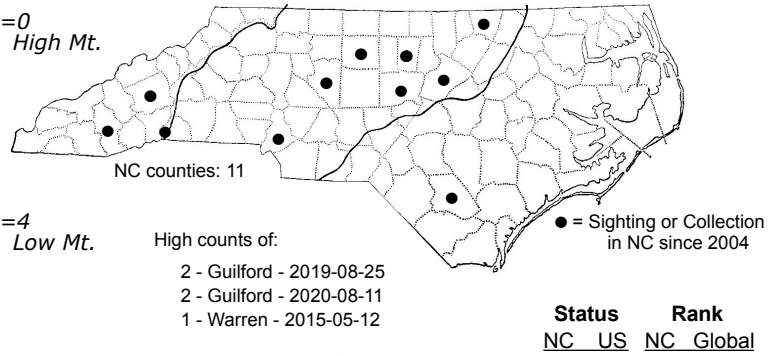 =0
High Mt.
NC counties: 11
=4
Low Mt.
High counts of:
2 - Guilford - 2019-08-25
2 - Guilford - 2020-08-11
1 - Warren - 2015-05-12
● = Sighting or Collection
in NC since 2004
Status Rank
NC US NC Global